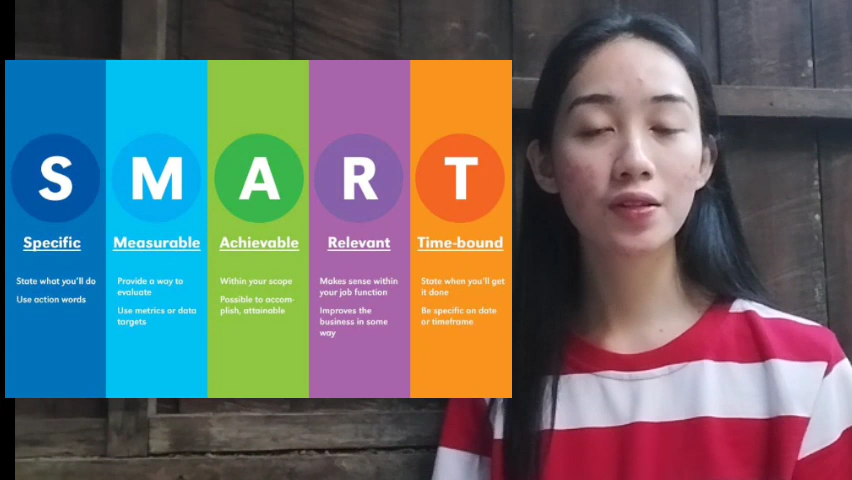 S M A R T
Specific
State what you'll do
Use action words
Measurable
Provide a way to
evaluate
Use metrics or data
targets
Achievable
Within your scope
Possible to accom-
plish, attainable
Relevant
Makes sense within
your job function
Improves the
business in some
way
Time-bound
State when you'll get
it done
Be specific on date
or timeframe